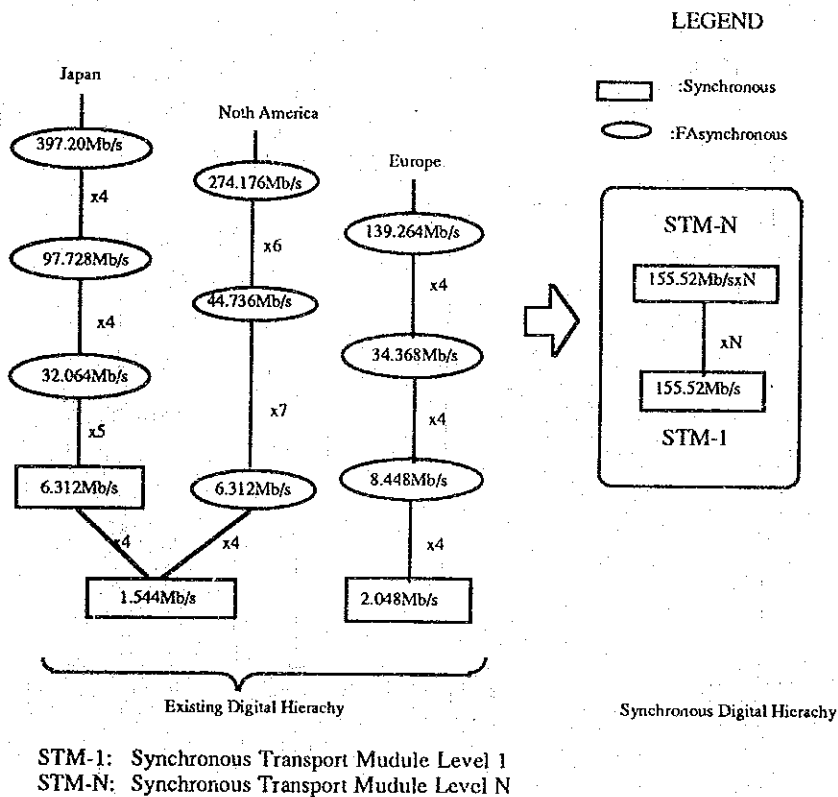 LEGEND
:Synchronous
:FAsynchronous
Japan
397.20Mb/s
x4
97.728Mb/s
x4
32.064Mb/s
x5
6.312Mb/s
x4
Noth America
274.176Mb/s
x6
44.736Mb/s
x7
6.312Mb/s
x4
1.544Mb/s
Europe
139.264Mb/s
x4
34.368Mb/s
x4
8.448Mb/s
x4
2.048Mb/s
STM-N
155.52Mb/sxN
xN
155.52Mb/s
STM-1
Existing Digital Hierachy
Synchronous Digital Hierachy
STM-1: Synchronous Transport Mudule Level 1
STM-N: Synchronous Transport Mudule Level N